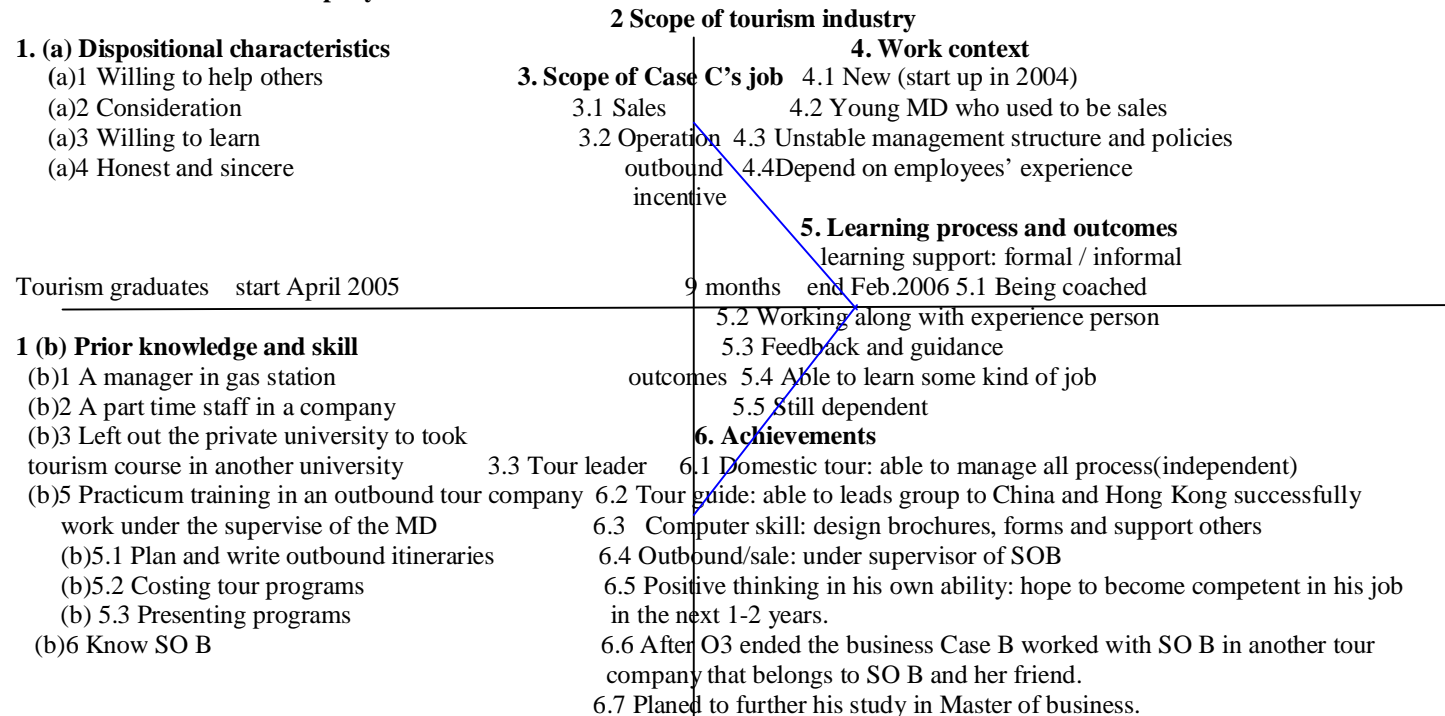 2 Scope of tourism industry
1. (a) Dispositional characteristics 4. Work context
(a)1 Willing to help others 3. Scope of Case C's job 4.1 New (start up in 2004)
(a)2 Consideration 3.1 Sales 4.2 Young MD who used to be sales
(a)3 Willing to learn 3.2 Operation 4.3 Unstable management structure and policies
(a)4 Honest and sincere outbound 4.4Depend on employees' experience
incentive
5. Learning process and outcomes
learning support: formal / informal
Tourism graduates start April 2005 9 months end Feb.2006 5.1 Being coached
5.2 Working along with experience person
1 (b) Prior knowledge and skill 5.3 Feedback and guidance
(b)1 A manager in gas station outcomes 5.4 Able to learn some kind of job
(b)2 A part time staff in a company 5.5 Still dependent
(b)3 Left out the private university to took 6. Achievements
tourism course in another university 3.3 Tour leader 6.1 Domestic tour: able to manage all process(independent)
(b)5 Practicum training in an outbound tour company 6.2 Tour guide: able to leads group to China and Hong Kong successfully
work under the supervise of the MD 6.3 Computer skill: design brochures, forms and support others
(b)5.1 Plan and write outbound itineraries 6.4 Outbound/sale: under supervisor of SOB
(b)5.2 Costing tour programs 6.5 Positive thinking in his own ability: hope to become competent in his job
(b) 5.3 Presenting programs in the next 1-2 years.
(b)6 Know SO B 6.6 After O3 ended the business Case B worked with SO B in another tour
company that belongs to SO B and her friend.
6.7 Planed to further his study in Master of business.